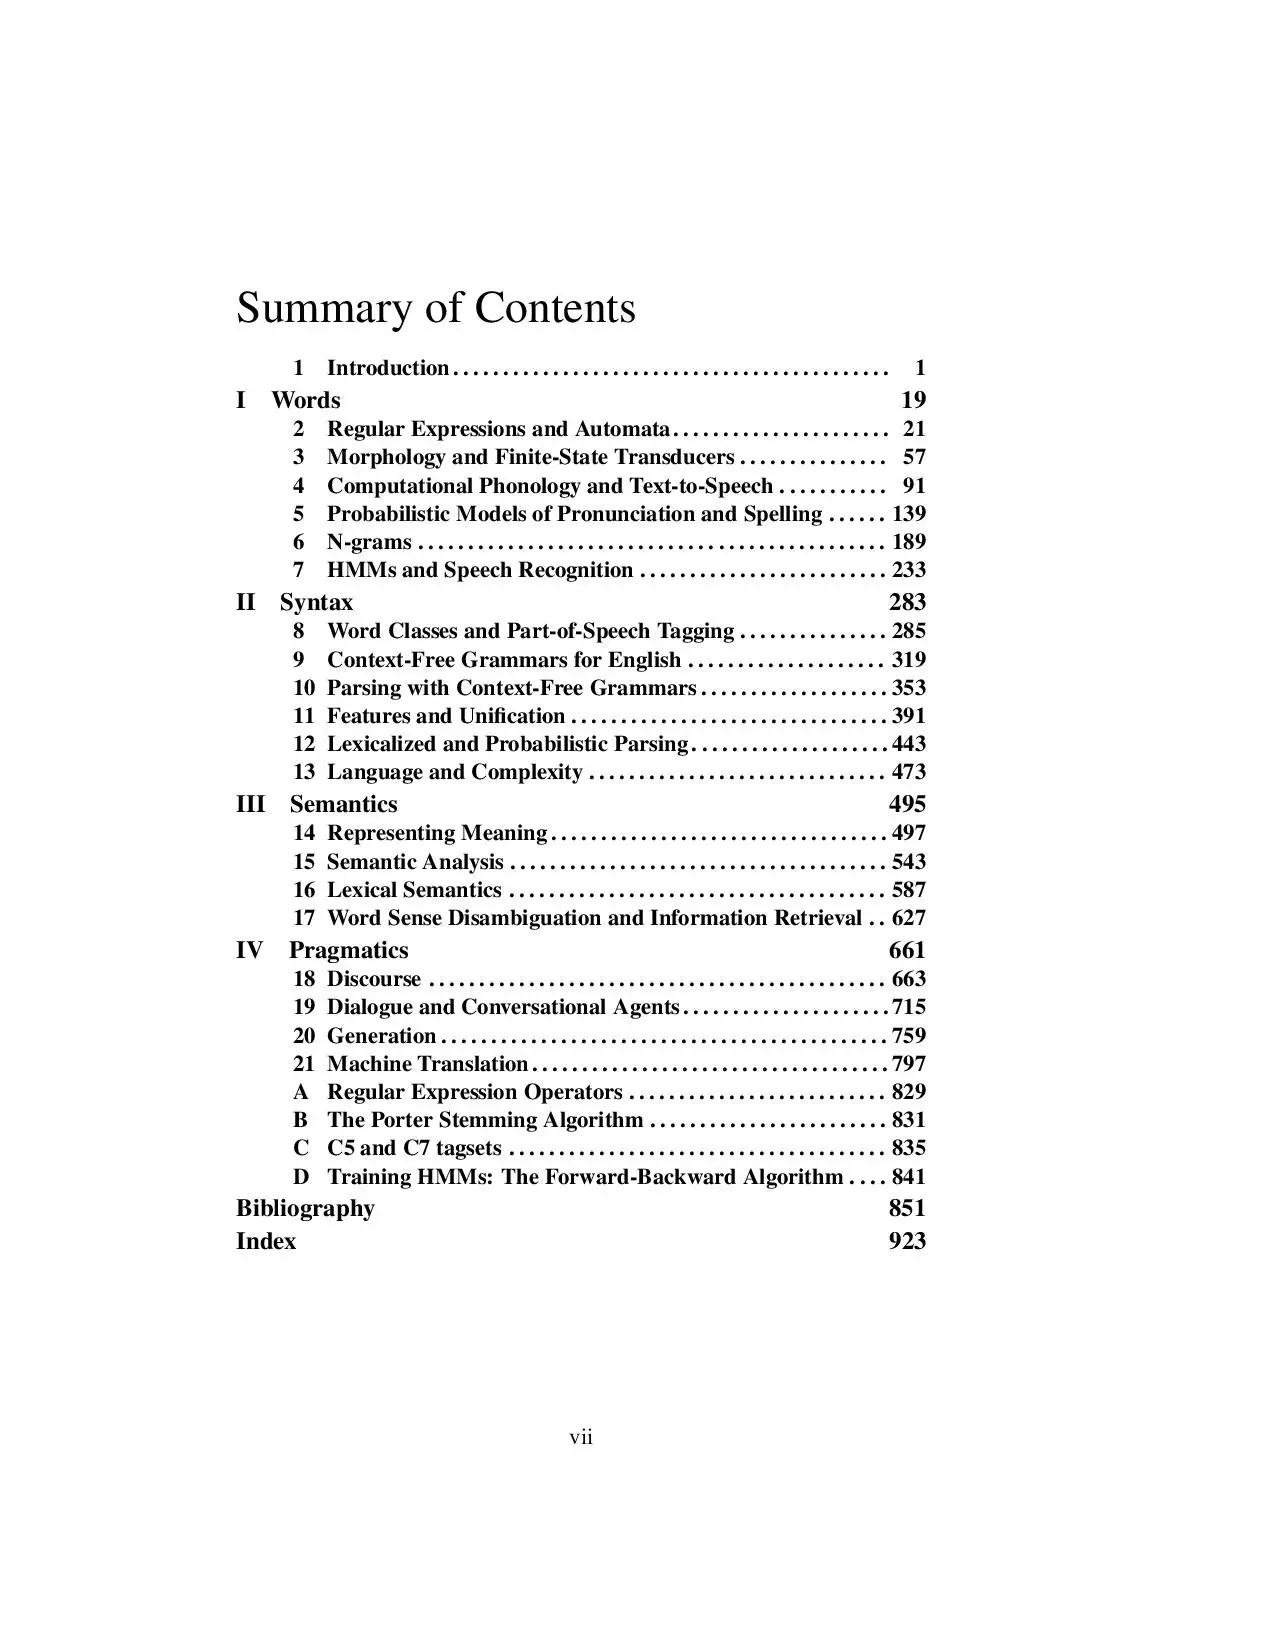 Summary of Contents
1 Introduction . . . . . . . . . . . . . . . . . . . . . . . . . . . . . . . . . . . . . . . . . . . 1
I Words 19
2 Regular Expressions and Automata . . . . . . . . . . . . . . . . . . . . . . 21
3 Morphology and Finite-State Transducers . . . . . . . . . . . . . . . 57
4 Computational Phonology and Text-to-Speech . . . . . . . . . . . 91
5 Probabilistic Models of Pronunciation and Spelling . . . . . . 139
6 N-grams . . . . . . . . . . . . . . . . . . . . . . . . . . . . . . . . . . . . . . . . . . . . . . . 189
7 HMMs and Speech Recognition . . . . . . . . . . . . . . . . . . . . . . . . . 233
II Syntax 283
8 Word Classes and Part-of-Speech Tagging . . . . . . . . . . . . . . . 285
9 Context-Free Grammars for English . . . . . . . . . . . . . . . . . . . . 319
10 Parsing with Context-Free Grammars . . . . . . . . . . . . . . . . . . . 353
11 Features and Unification . . . . . . . . . . . . . . . . . . . . . . . . . . . . . . . . 391
12 Lexicalized and Probabilistic Parsing . . . . . . . . . . . . . . . . . . . . 443
13 Language and Complexity . . . . . . . . . . . . . . . . . . . . . . . . . . . . . . 473
III Semantics 495
14 Representing Meaning . . . . . . . . . . . . . . . . . . . . . . . . . . . . . . . . . . 497
15 Semantic Analysis . . . . . . . . . . . . . . . . . . . . . . . . . . . . . . . . . . . . . . 543
16 Lexical Semantics . . . . . . . . . . . . . . . . . . . . . . . . . . . . . . . . . . . . . . 587
17 Word Sense Disambiguation and Information Retrieval . . 627
IV Pragmatics 661
18 Discourse . . . . . . . . . . . . . . . . . . . . . . . . . . . . . . . . . . . . . . . . . . . . . . 663
19 Dialogue and Conversational Agents . . . . . . . . . . . . . . . . . . . . . 715
20 Generation . . . . . . . . . . . . . . . . . . . . . . . . . . . . . . . . . . . . . . . . . . . . . 759
21 Machine Translation . . . . . . . . . . . . . . . . . . . . . . . . . . . . . . . . . . . . 797
A Regular Expression Operators . . . . . . . . . . . . . . . . . . . . . . . . . . 829
B The Porter Stemming Algorithm . . . . . . . . . . . . . . . . . . . . . . . . 831
C C5 and C7 tagsets . . . . . . . . . . . . . . . . . . . . . . . . . . . . . . . . . . . . . . 835
D Training HMMs: The Forward-Backward Algorithm . . . . 841
Bibliography 851
Index 923
vii